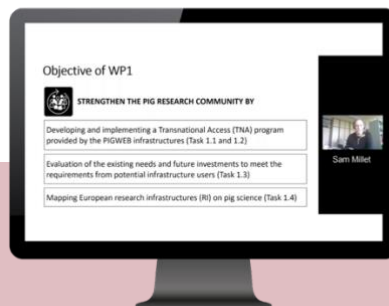 Objective of WP1
STRENGTHEN THE PIG RESEARCH COMMUNITY BY
Developing and implementing a Transnational Access (TNA) program
provided by the PIGWEB infrastructures (Task 1.1 and 1.2)
Evaluation of the existing needs and future investments to meet the
requirements from potential infrastructure users (Task 1.3)
Mapping European research infrastructures (RI) on pig science (Task 1.4)
Sam Millet